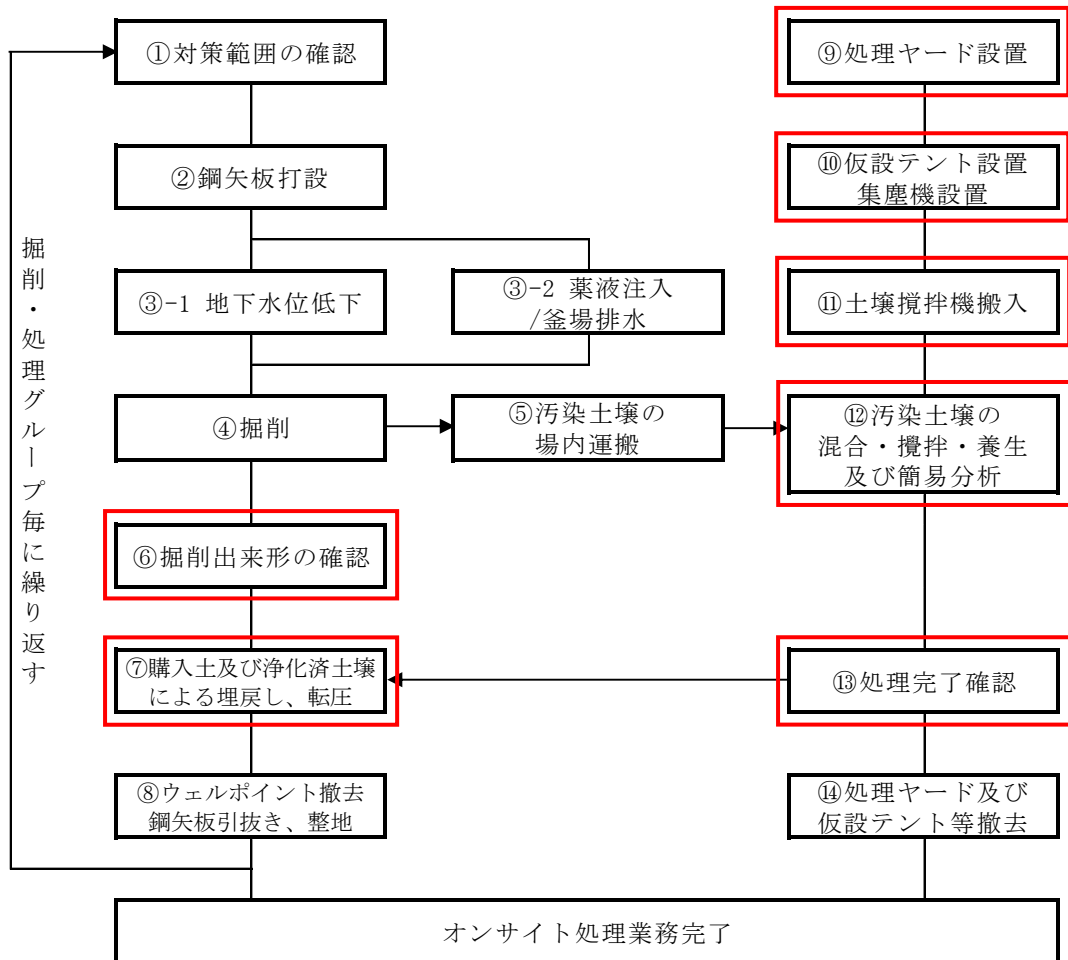 ①対策範囲の確認
②鋼矢板打設
③-1 地下水位低下
③-2 薬液注入
/釜場排水
④掘削
⑤汚染土壌の
場内運搬
⑥掘削出来形の確認
⑦購入土及び浄化済土壌
による埋戻し、転圧
⑧ウェルポイント撤去
鋼矢板引抜き、整地
掘削・処理グループ毎に繰り返す
⑨処理ヤード設置
⑩仮設テント設置
集塵機設置
⑪土壌撹拌機搬入
⑫汚染土壌の
混合・攪拌・養生
及び簡易分析
⑬処理完了確認
⑭処理ヤード及び
仮設テント等撤去
オンサイト処理業務完了